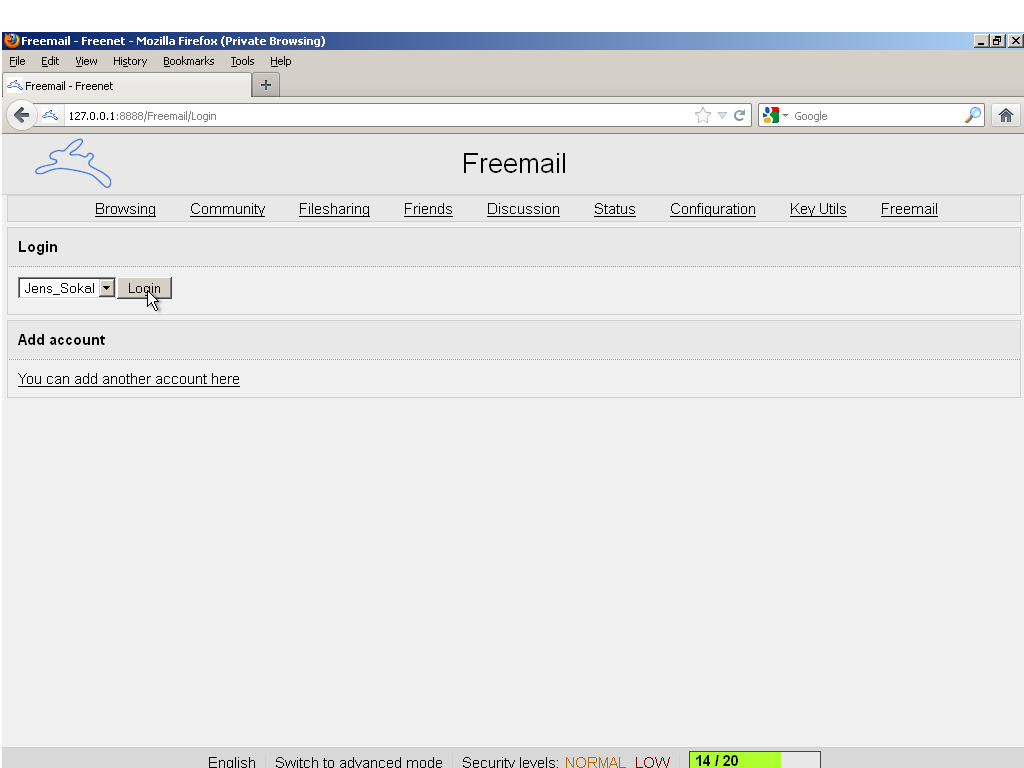 Freemail - Freenet - Mozilla Firefox (Private Browsing)
File Edit View History Bookmarks Tools Help
Freemail - Freenet
127.0.0.1:8888/Freemail/Login Google
Freemail
Browsing Community Filesharing Friends Discussion Status Configuration Key Utils Freemail
Login
Jens_Sokal Login
Add account
You can add another account here
English Switch to advanced mode Security levels: NORMAL LOW 14 / 20